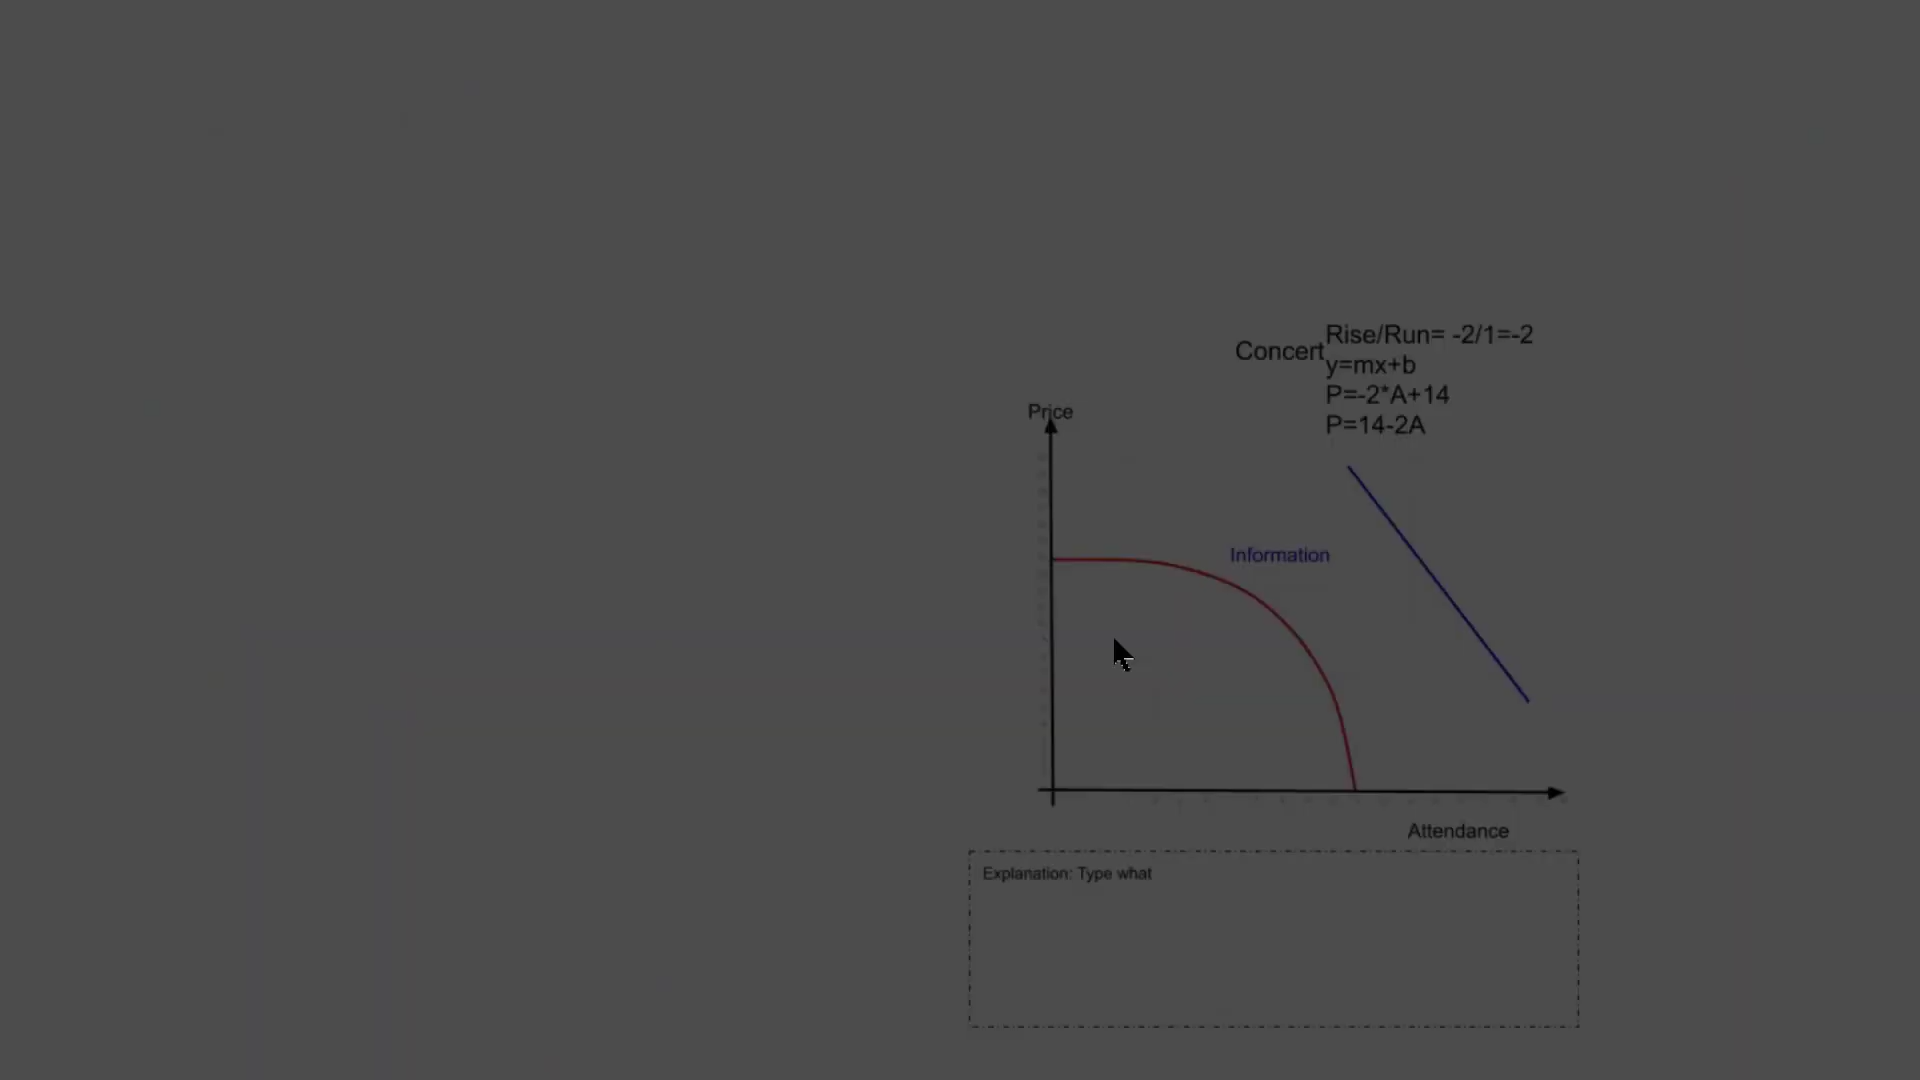 Rise/Run= -2/1=-2
Concert
y=mx+b
P=-2*A+14
P=14-2A
Price
Information
Attendance
Explanation: Type what